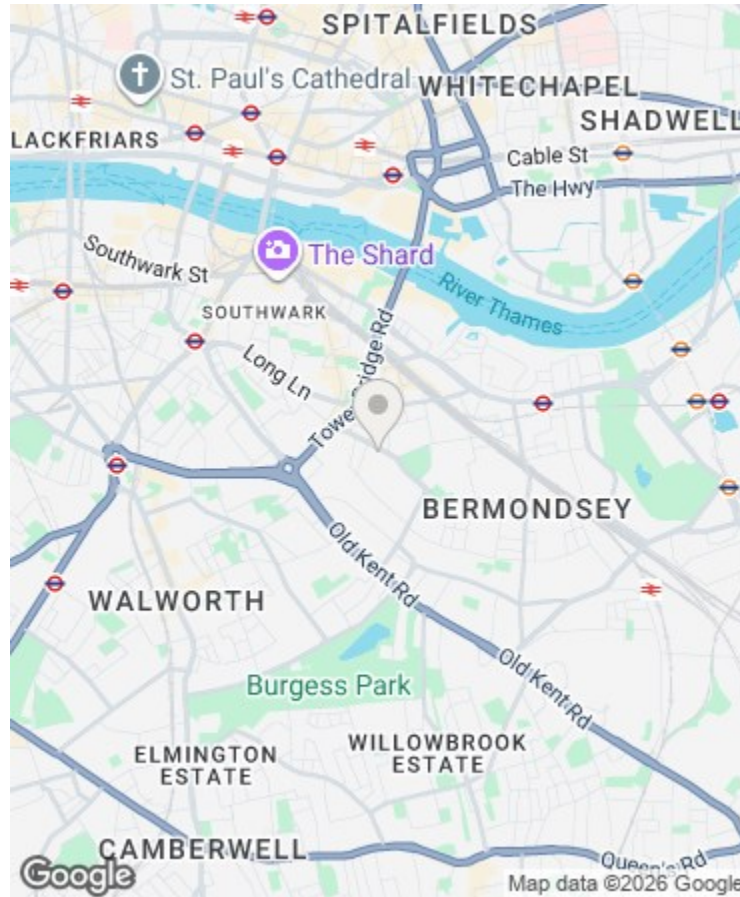 SPITALFIELDS
St. Paul's Cathedral
WHITECHAPEL
SHADWELL
LACKFRIARS
Cable St
The Hwy
Southwark St
The Shard
River Thames
SOUTHWARK
Long Ln
Tower Bridge Rd
BERMONDSEY
Old Kent Rd
WALWORTH
Old Kent Rd
Burgess Park
WILLOWBROOK
ESTATE
ELMINGTON
ESTATE
CAMBERWELL
Queen's Rd
Google
Map data ©2026 Google